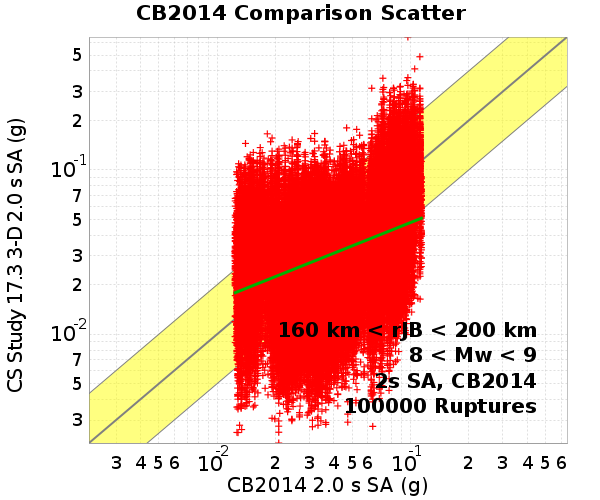 CB2014 Comparison Scatter
CS Study 17.3 3-D 2.0 s SA (g)
5
3
2
10⁻¹
7
5
3
2
10⁻²
7
5
3
160 km < rJB < 200 km
8 < Mw < 9
2s SA, CB2014
100000 Ruptures
3 4 5 6 10⁻² 2 3 4 5 6 10⁻¹ 2 3 4 5 6
CB2014 2.0 s SA (g)